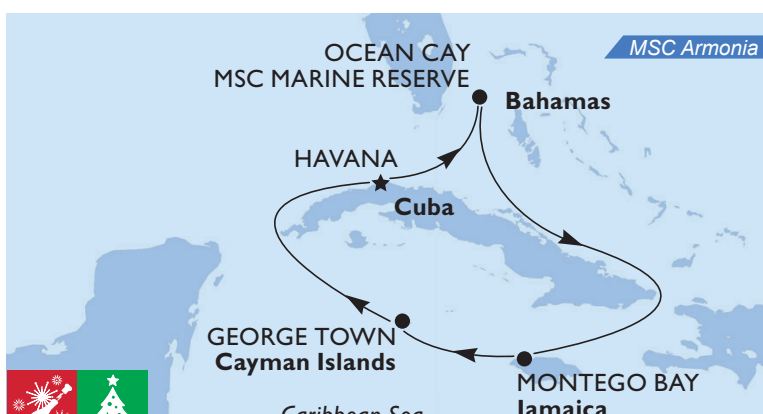 MSC Armonia
OCEAN CAY
MSC MARINE RESERVE
Bahamas
HAVANA
Cuba
GEORGE TOWN
Cayman Islands
MONTEGO BAY
Jamaica
Caribbean Sea